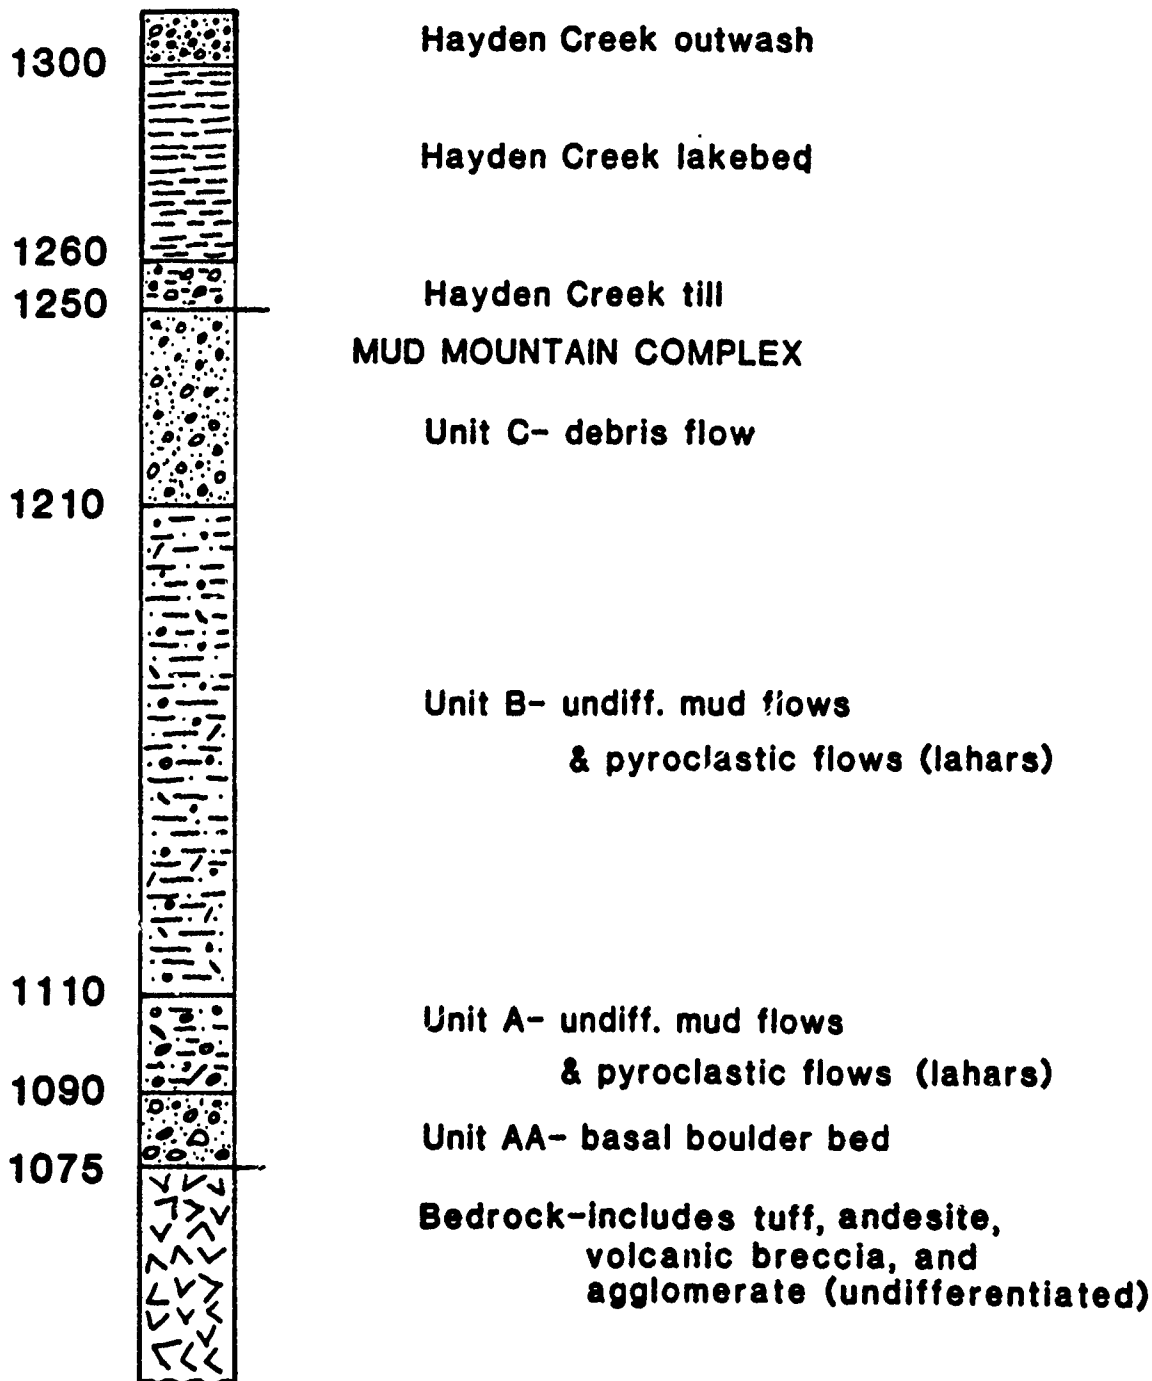 Hayden Creek outwash
1300
Hayden Creek lakebed
1260
Hayden Creek till
1250
MUD MOUNTAIN COMPLEX
Unit C- debris flow
1210
Unit B- undiff. mud flows
& pyroclastic flows (lahars)
1110
Unit A- undiff. mud flows
& pyroclastic flows (lahars)
1090
Unit AA- basal boulder bed
1075
Bedrock-includes tuff, andesite,
volcanic breccia, and
agglomerate (undifferentiated)